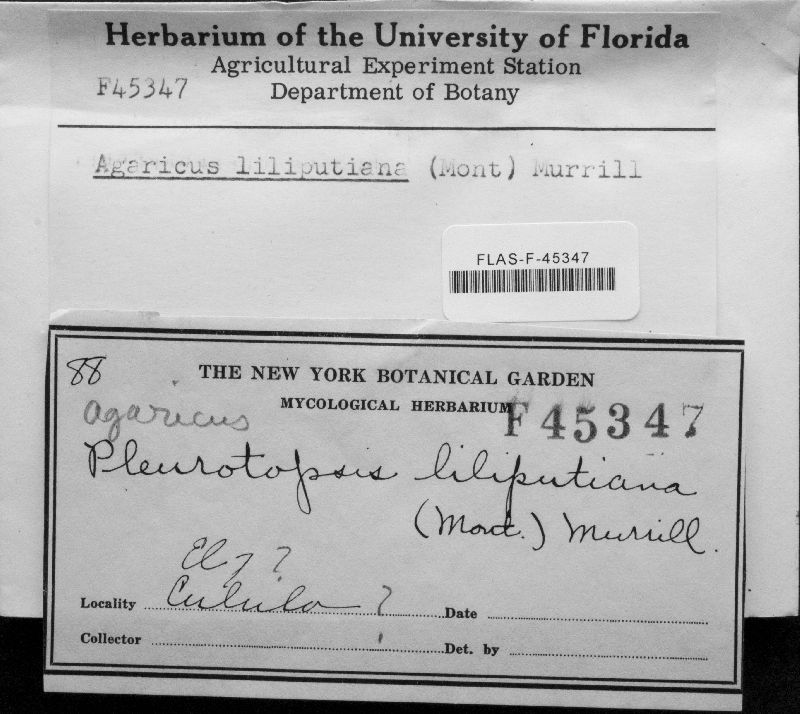 Herbarium of the University of Florida
Agricultural Experiment Station
F45347 Department of Botany
Agaricus liliputiana (Mont) Murrill
FLAS-F-45347
88
THE NEW YORK BOTANICAL GARDEN
MYCOLOGICAL HERBARIUM
F45347
Agaricus
Pleurotopsis liliputiana
(Mont.) Murrill.
?
Locality ? Date
Collector Det. by